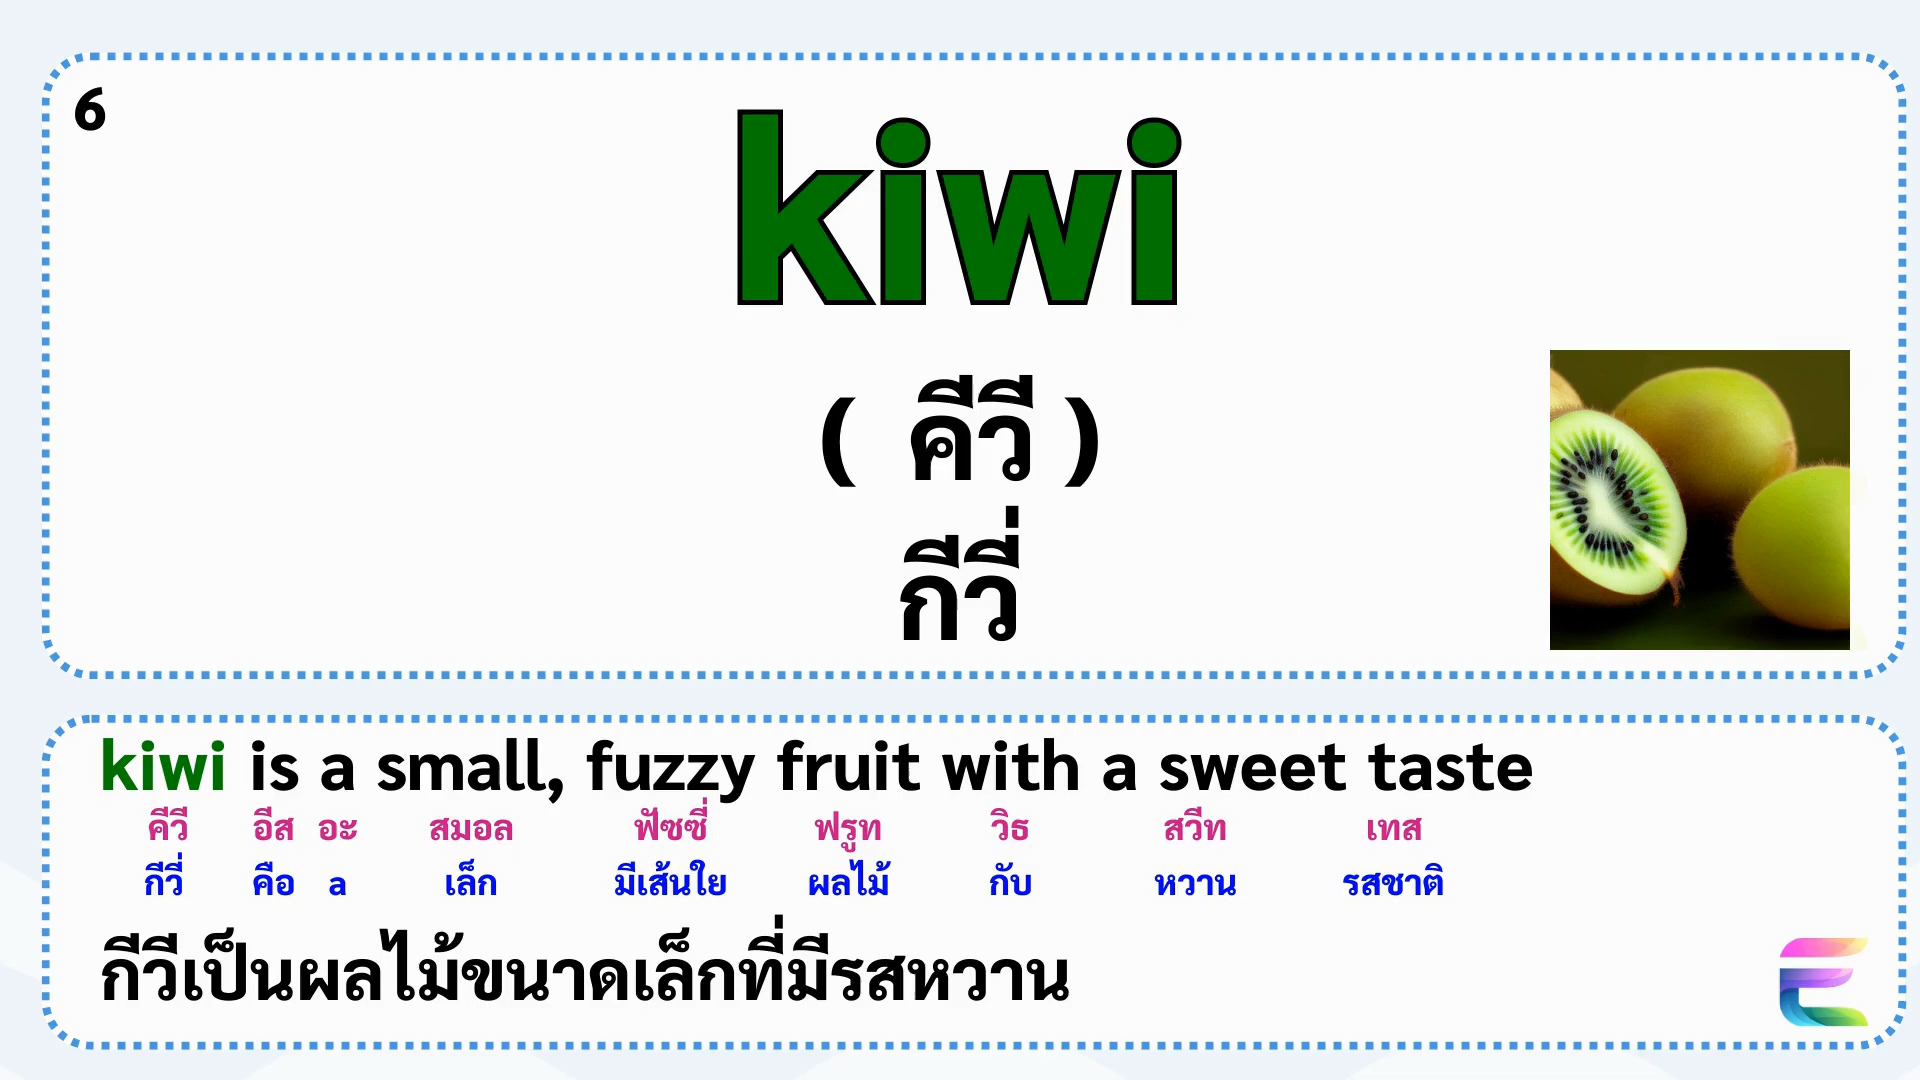 6
kiwi
( คีวี )
กีวี่
kiwi is a small, fuzzy fruit with a sweet taste
คีวี อีส อะ สมอล ฟัซซี่ ฟรูท วิธ สวีท เทส
กีวี่ คือ a เล็ก มีเส้นใย ผลไม้ กับ หวาน รสชาติ
กีวีเป็นผลไม้ขนาดเล็กที่มีรสหวาน